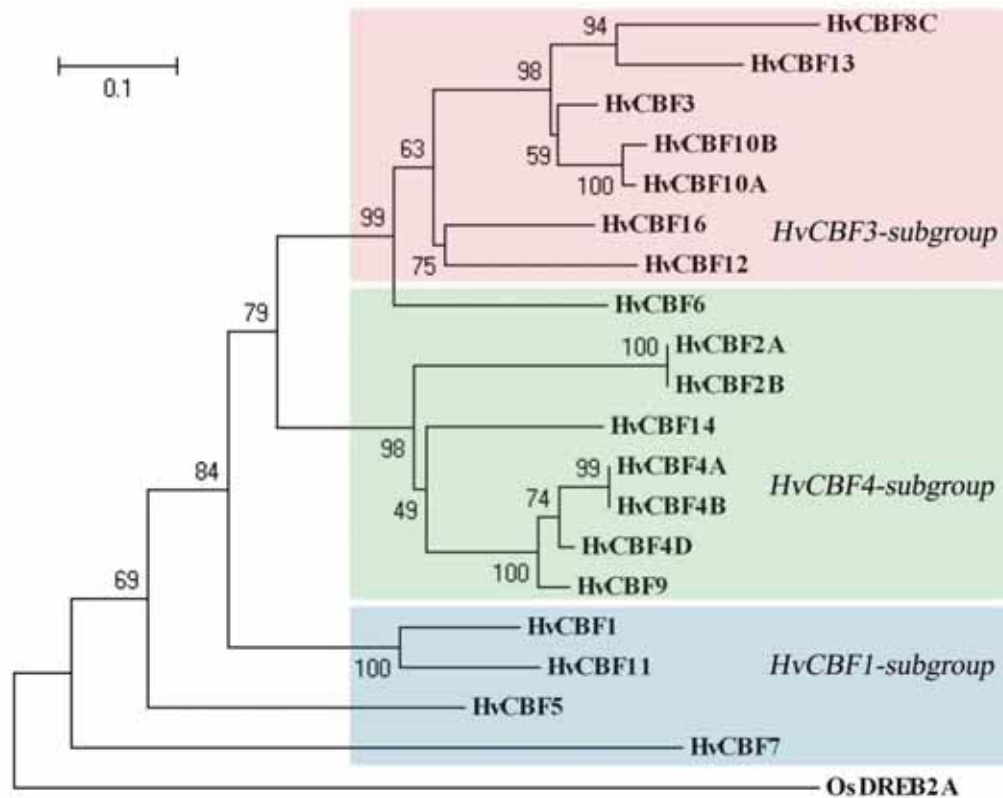 HvCBF8C
94
0.1
HvCBF13
98
HvCBF3
HvCBF10B
63
59
100
HvCBF10A
99
HvCBF16
HvCBF3-subgroup
75
HvCBF12
HvCBF6
79
100
HvCBF2A
HvCBF2B
HvCBF14
98
99
HvCBF4A
84
HvCBF4-subgroup
74
HvCBF4B
49
HvCBF4D
100
HvCBF9
69
HvCBF1
100
HvCBF11
HvCBF1-subgroup
HvCBF5
HvCBF7
OsDREB2A